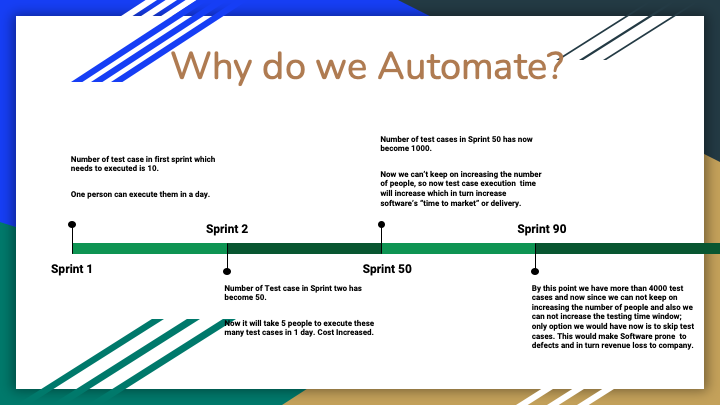 Why do we Automate?
Number of test case in first sprint which
needs to executed is 10.
One person can execute them in a day.
Number of test cases in Sprint 50 has now
become 1000.
Now we can't keep on increasing the number
of people, so now test case execution time
will increase which in turn increase
software's "time to market" or delivery.
Sprint 2
Sprint 90
Sprint 1
Sprint 50
Number of Test case in Sprint two has
become 50.
Now it will take 5 people to execute these
many test cases in 1 day. Cost Increased.
By this point we have more than 4000 test
cases and now since we can not keep on
increasing the number of people and also we
can not increase the testing time window;
only option we would have now is to skip test
cases. This would make Software prone to
defects and in turn revenue loss to company.